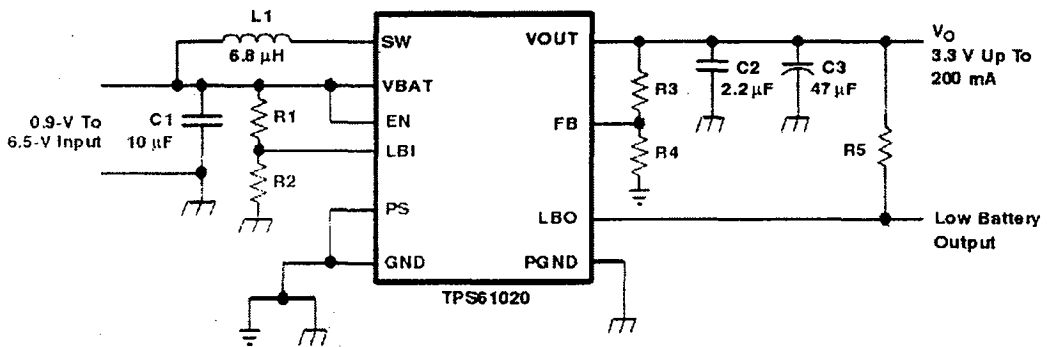 L1
6.8 µH
SW
VOUT
VO
3.3 V Up To
200 mA
VBAT
C1
10 µF
R1
EN
R3
C2
2.2 µF
C3
47 µF
0.9-V To
6.5-V Input
LBI
FB
R2
R4
R5
PS
LBO
Low Battery
Output
GND
PGND
TPS61020